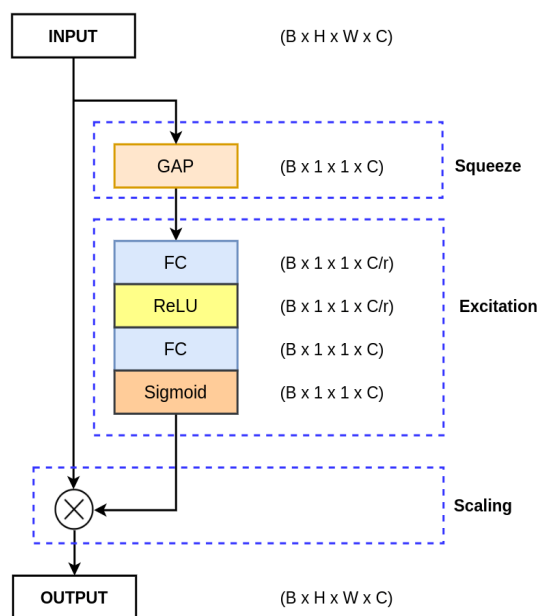 INPUT (B x H x W x C)
GAP (B x 1 x 1 x C) Squeeze
FC (B x 1 x 1 x C/r)
ReLU (B x 1 x 1 x C/r) Excitation
FC (B x 1 x 1 x C)
Sigmoid (B x 1 x 1 x C)
Scaling
OUTPUT (B x H x W x C)